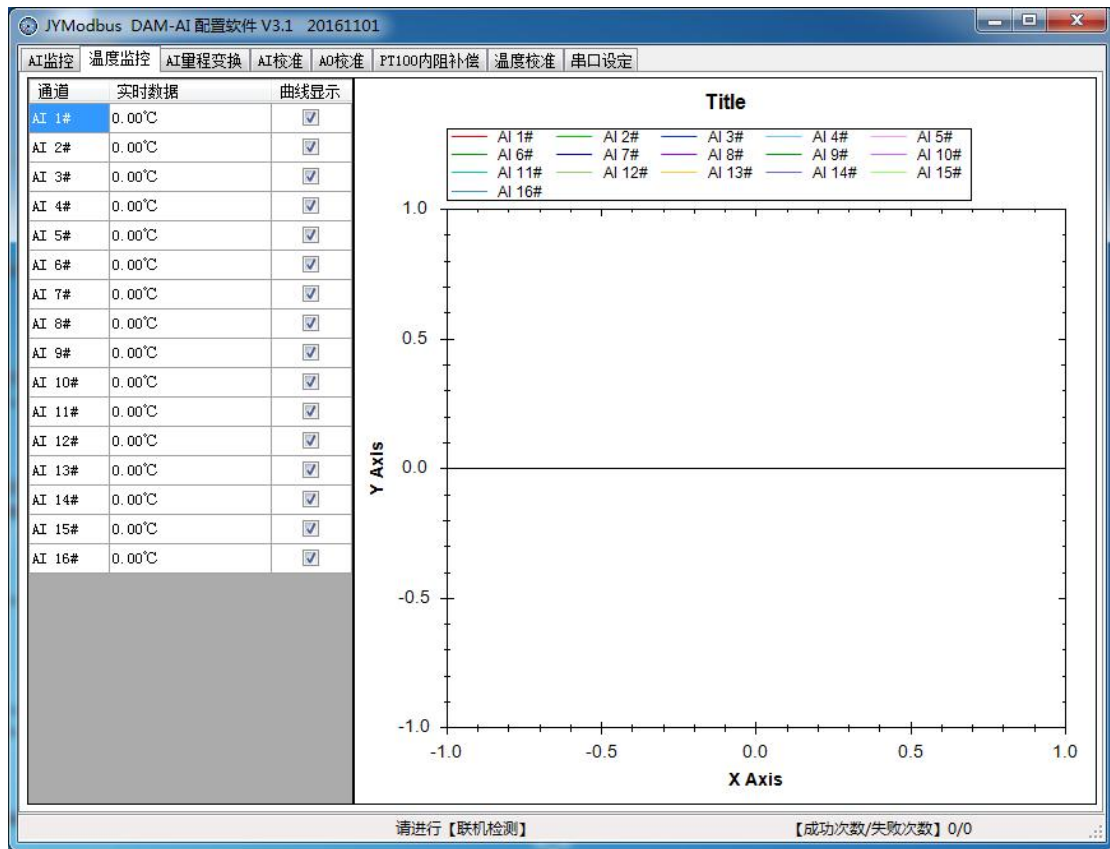 JYModbus DAM-AI 配置软件 V3.1 20161101
AI监控 温度监控 AI量程变换 AI校准 AO校准 PT100内阻补偿 温度校准 串口设定
通道 实时数据 曲线显示
AI 1# 0.00℃
AI 2# 0.00℃
AI 3# 0.00℃
AI 4# 0.00℃
AI 5# 0.00℃
AI 6# 0.00℃
AI 7# 0.00℃
AI 8# 0.00℃
AI 9# 0.00℃
AI 10# 0.00℃
AI 11# 0.00℃
AI 12# 0.00℃
AI 13# 0.00℃
AI 14# 0.00℃
AI 15# 0.00℃
AI 16# 0.00℃
Title
AI 1# AI 2# AI 3# AI 4# AI 5#
AI 6# AI 7# AI 8# AI 9# AI 10#
AI 11# AI 12# AI 13# AI 14# AI 15#
AI 16#
1.0
0.5
0.0
-0.5
-1.0
Y Axis
-1.0 -0.5 0.0 0.5 1.0
X Axis
请进行【联机检测】 【成功次数/失败次数】0/0